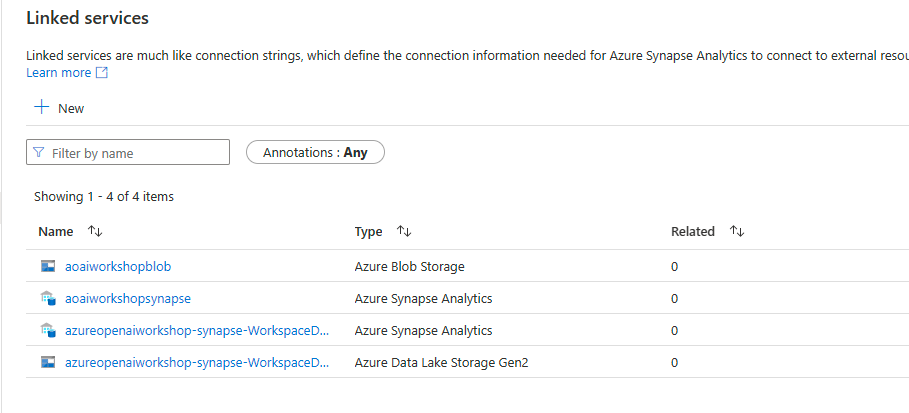 Linked services
Linked services are much like connection strings, which define the connection information needed for Azure Synapse Analytics to connect to external resou
Learn more
New
Filter by name
Annotations : Any
Showing 1 - 4 of 4 items
Name Type Related
aoaiworkshopblob Azure Blob Storage 0
aoaiworkshopsynapse Azure Synapse Analytics 0
azureopenaiworkshop-synapse-WorkspaceD... Azure Synapse Analytics 0
azureopenaiworkshop-synapse-WorkspaceD... Azure Data Lake Storage Gen2 0